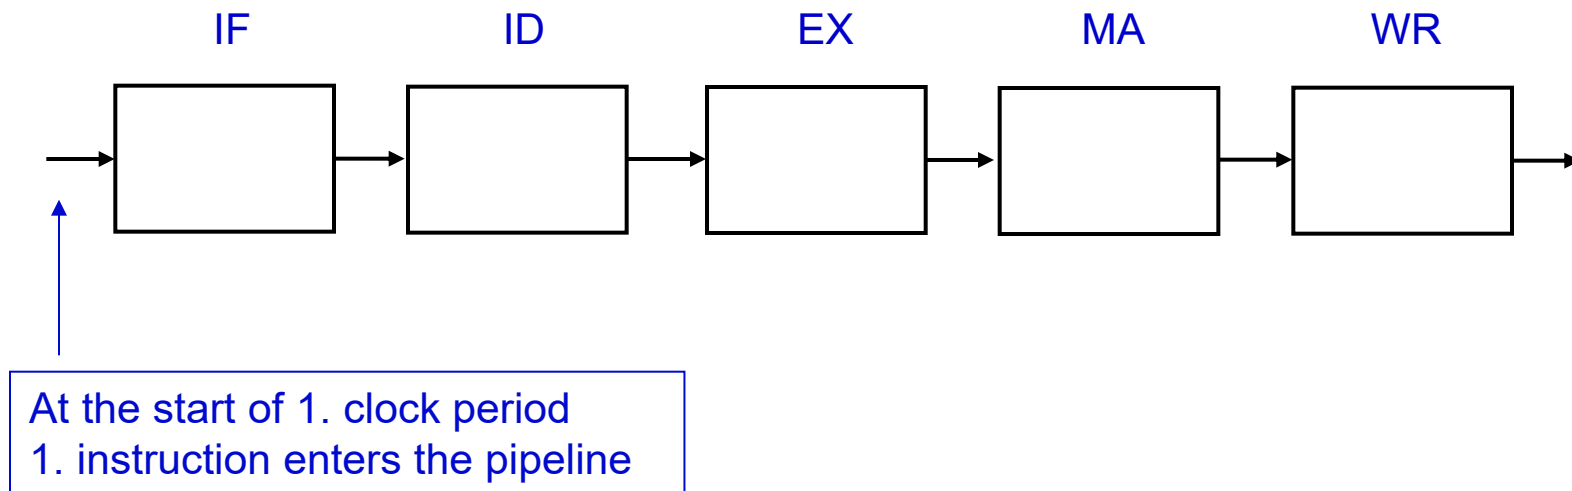 IF ID EX MA WR
At the start of 1. clock period
1. instruction enters the pipeline